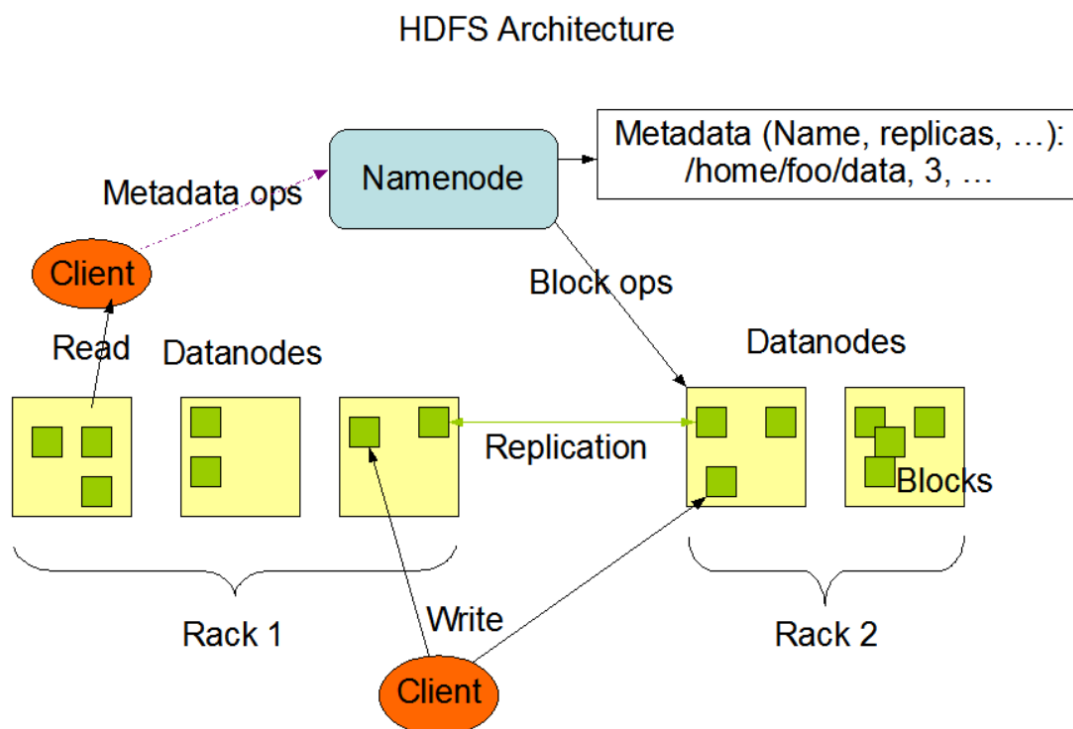 HDFS Architecture
Metadata (Name, replicas, …):
/home/foo/data, 3, …
Namenode
Metadata ops
Client
Block ops
Read
Datanodes
Datanodes
Replication
Blocks
Rack 1
Write
Rack 2
Client